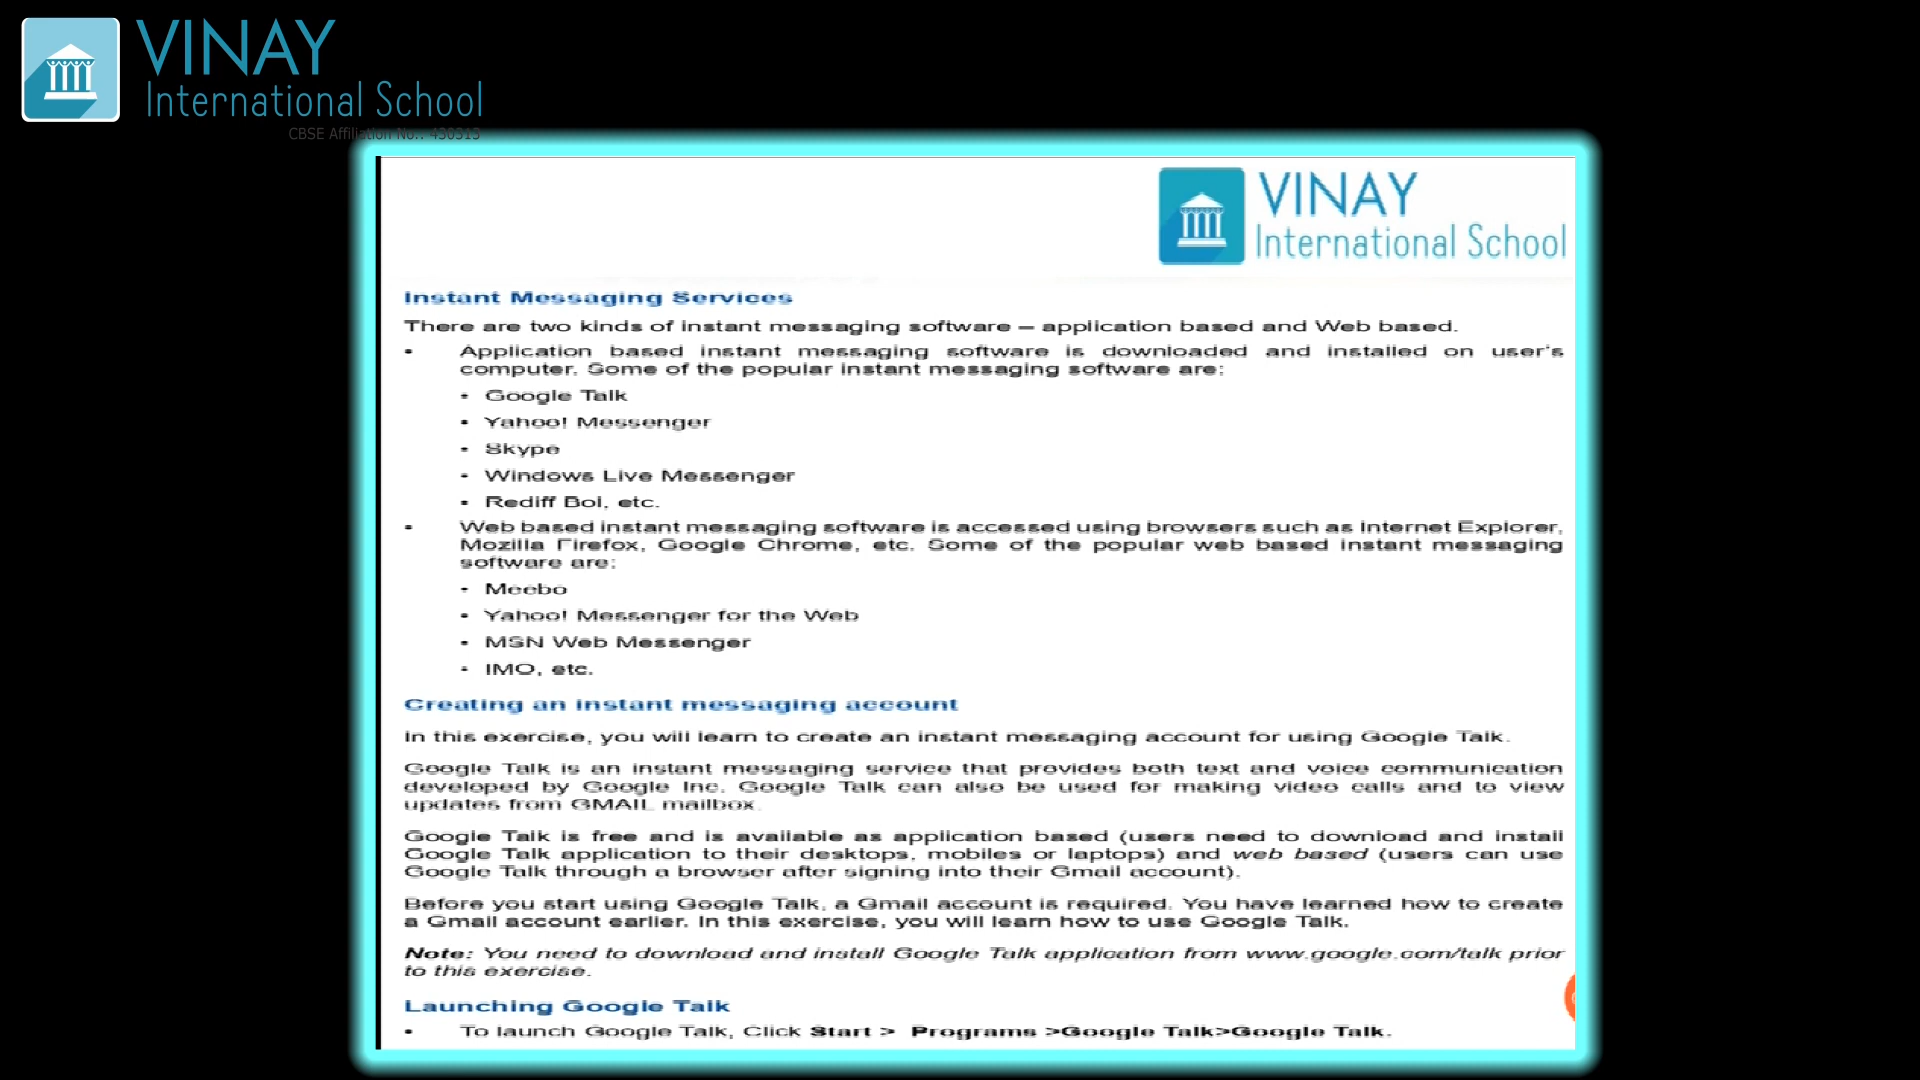 VINAY
International School
CBSE Affiliation No.: 430313
VINAY
International School
Instant Messaging Services
There are two kinds of instant messaging software – application based and Web based.
• Application based instant messaging software is downloaded and installed on user's
computer. Some of the popular instant messaging software are:
• Google Talk
• Yahoo! Messenger
• Skype
• Windows Live Messenger
• Rediff Bol, etc.
• Web based instant messaging software is accessed using browsers such as Internet Explorer,
Mozilla Firefox, Google Chrome, etc. Some of the popular web based instant messaging
software are:
• Meebo
• Yahoo! Messenger for the Web
• MSN Web Messenger
• IMO, etc.
Creating an instant messaging account
In this exercise, you will learn to create an instant messaging account for using Google Talk.
Google Talk is an instant messaging service that provides both text and voice communication
developed by Google Inc. Google Talk can also be used for making video calls and to view
updates from GMAIL mailbox.
Google Talk is free and is available as application based (users need to download and install
Google Talk application to their desktops, mobiles or laptops) and web based (users can use
Google Talk through a browser after signing into their Gmail account).
Before you start using Google Talk, a Gmail account is required. You have learned how to create
a Gmail account earlier. In this exercise, you will learn how to use Google Talk.
Note: You need to download and install Google Talk application from www.google.com/talk prior
to this exercise.
Launching Google Talk
• To launch Google Talk, Click Start > Programs >Google Talk>Google Talk.